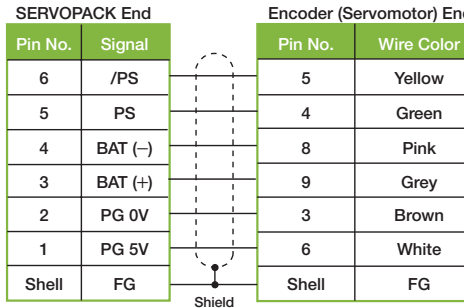 SERVOPACK End Encoder (Servomotor) End
Pin No. Signal Pin No. Wire Color
6 /PS 5 Yellow
5 PS 4 Green
4 BAT (−) 8 Pink
3 BAT (+) 9 Grey
2 PG 0V 3 Brown
1 PG 5V 6 White
Shell FG Shell FG
Shield